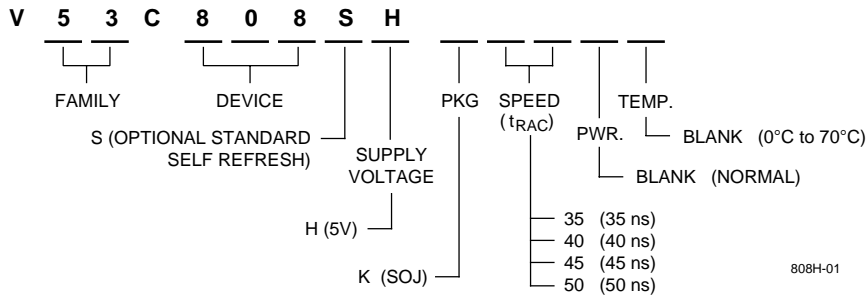 V 5 3 C 8 0 8 S H
FAMILY
DEVICE
PKG
SPEED
(tRAC)
TEMP.
PWR.
S (OPTIONAL STANDARD
SELF REFRESH)
SUPPLY
VOLTAGE
BLANK (0°C to 70°C)
BLANK (NORMAL)
H (5V)
K (SOJ)
35 (35 ns)
40 (40 ns)
45 (45 ns)
50 (50 ns)
808H-01